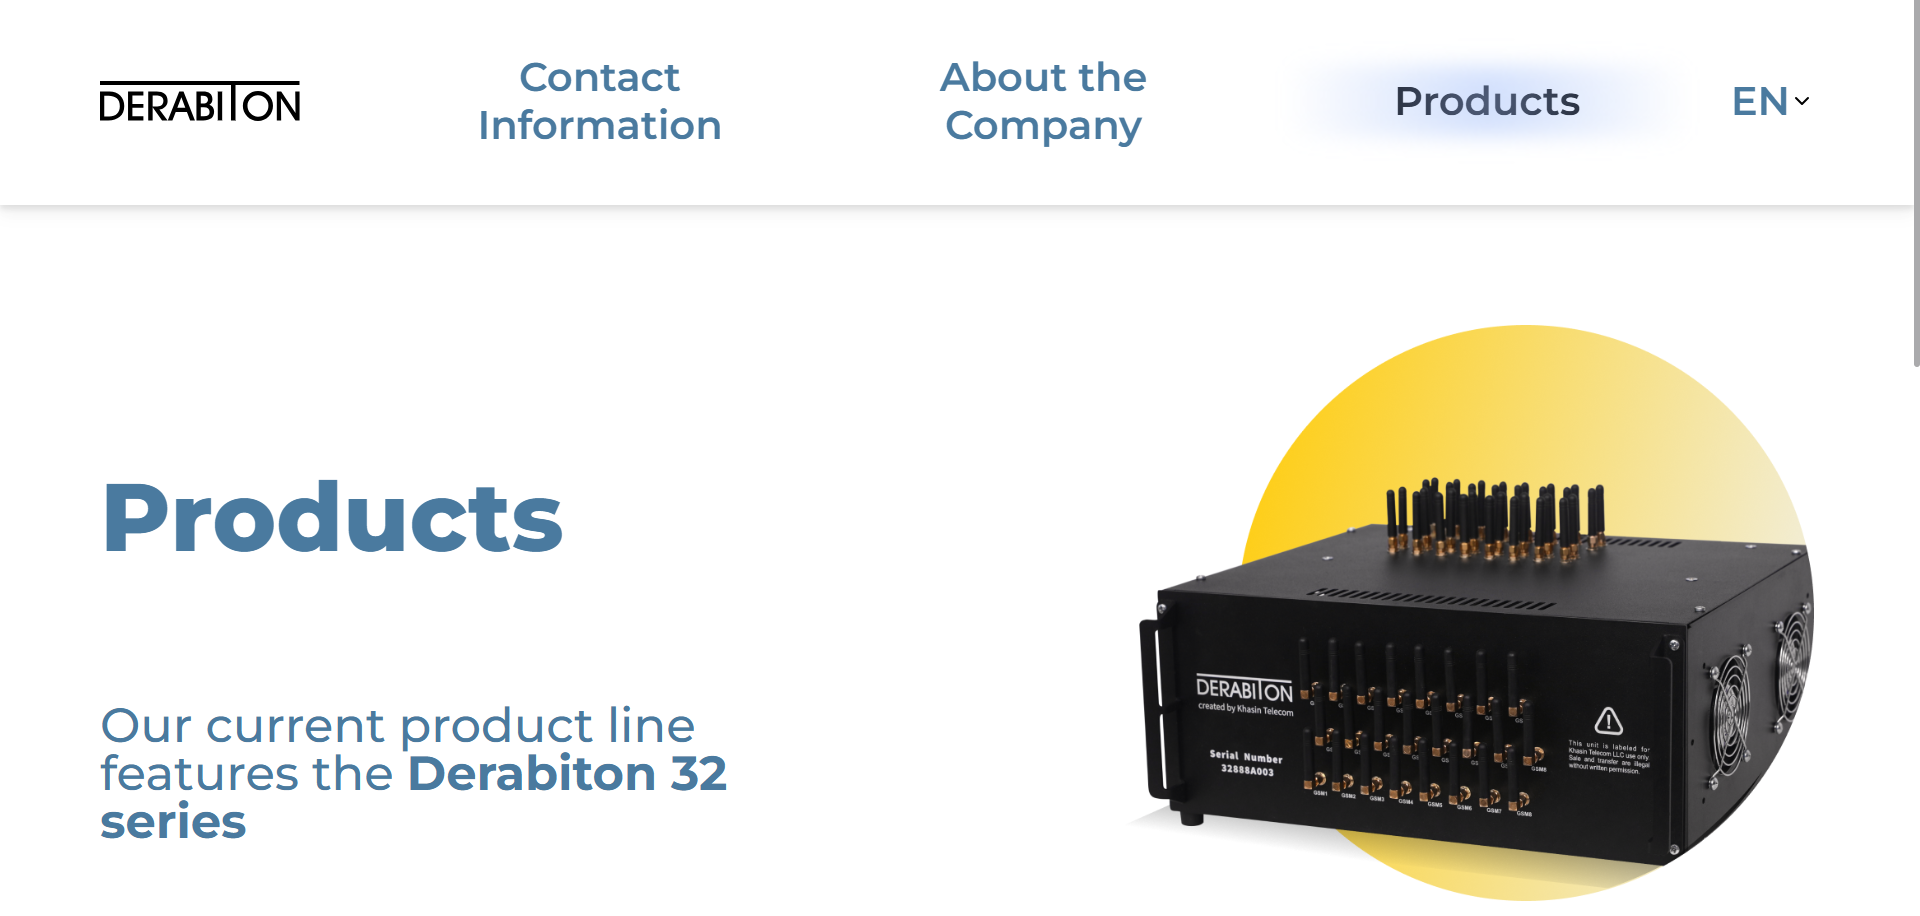 DERABITON
Contact
Information
About the
Company
Products
EN
Products
Our current product line
features the Derabiton 32
series
DERABITON
created by Khasin Telecom
Serial Number
32888A003
This unit is labeled for
Khasin Telecom LLC use only.
Sale and transfer are illegal
without written permission.
GSM8
GSM1 GSM2 GSM3 GSM4 GSM5 GSM6 GSM7 GSM8